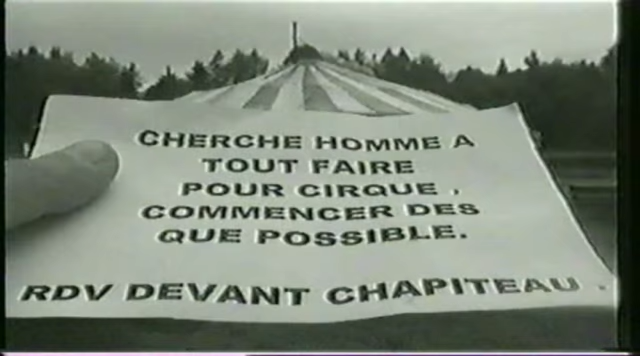 CHERCHE HOMME A
TOUT FAIRE
POUR CIRQUE .
COMMENCER DES
QUE POSSIBLE.
RDV DEVANT CHAPITEAU .